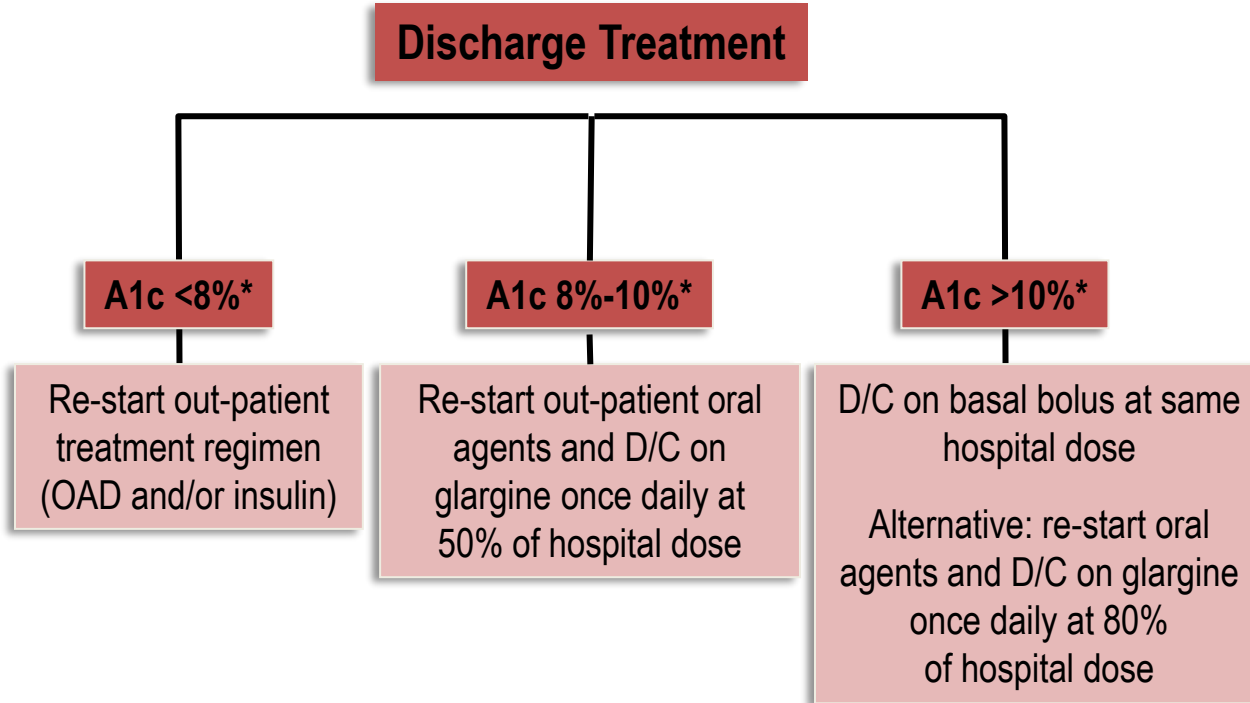 Discharge Treatment
A1c <8%*
A1c 8%-10%*
A1c >10%*
Re-start out-patient
treatment regimen
(OAD and/or insulin)
Re-start out-patient oral
agents and D/C on
glargine once daily at
50% of hospital dose
D/C on basal bolus at same
hospital dose
Alternative: re-start oral
agents and D/C on glargine
once daily at 80%
of hospital dose